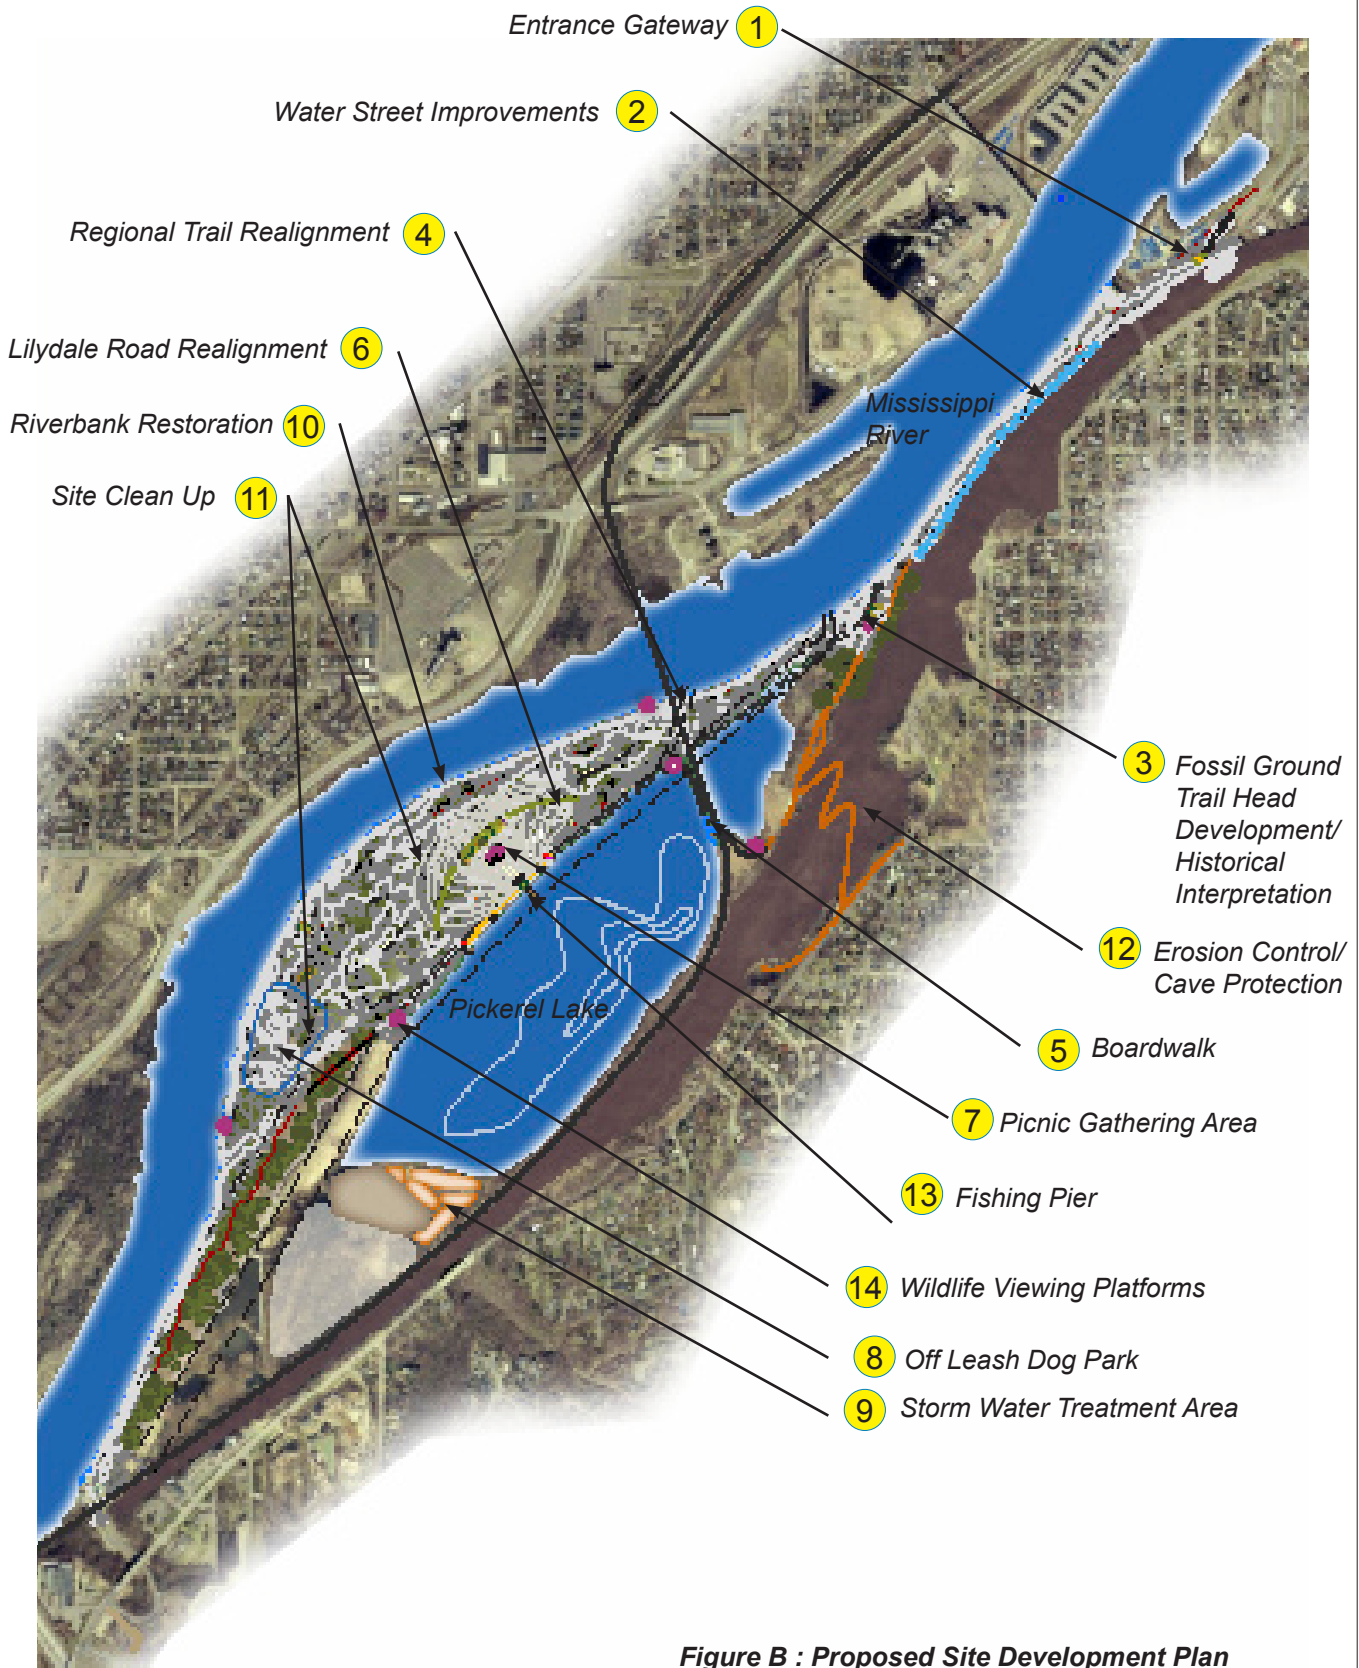 Entrance Gateway 1
Water Street Improvements 2
Regional Trail Realignment 4
Lilydale Road Realignment 6
Mississippi
River
Riverbank Restoration 10
Site Clean Up 11
3 Fossil Ground
Trail Head
Development/
Historical
Interpretation
12 Erosion Control/
Cave Protection
Pickerel Lake
5 Boardwalk
7 Picnic Gathering Area
13 Fishing Pier
14 Wildlife Viewing Platforms
8 Off Leash Dog Park
9 Storm Water Treatment Area
Figure B : Proposed Site Development Plan